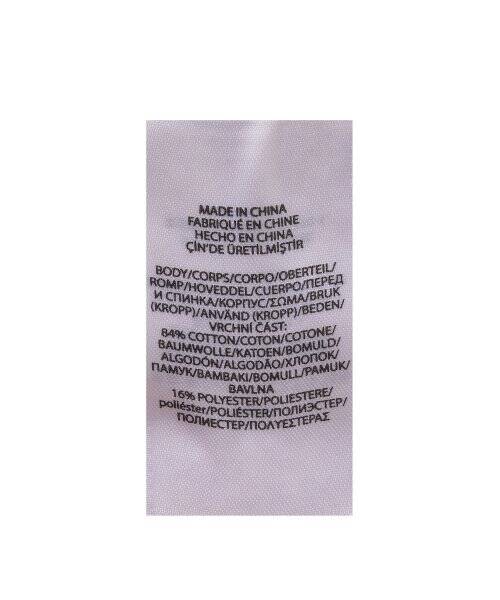 MADE IN CHINA
FABRIQUÉ EN CHINE
HECHO EN CHINA
ÇİN'DE ÜRETİLMİŞTİR
BODY/CORPS/CORPO/OBERTEIL/
ROMP/HOVEDDEL/CUERPO/ПЕРЕД
И СПИНКА/КОРПУС/ΣΩΜΑ/BRUK
(KROPP)/ANVÄND (KROPP)/BEDEN/
VRCHNÍ ČÁST:
84% COTTON/COTON/COTONE/
BAUMWOLLE/KATOEN/BOMULD/
ALGODÓN/ALGODÃO/ХЛОПОК/
ПАМУК/ΒΑΜΒΑΚΙ/BOMULL/PAMUK/
BAVLNA
16% POLYESTER/POLIESTERE/
poliéster/POLIÉSTER/ПОЛИЭСТЕР/
ПОЛИЕСТЕР/ΠΟΛΥΕΣΤΕΡΑΣ